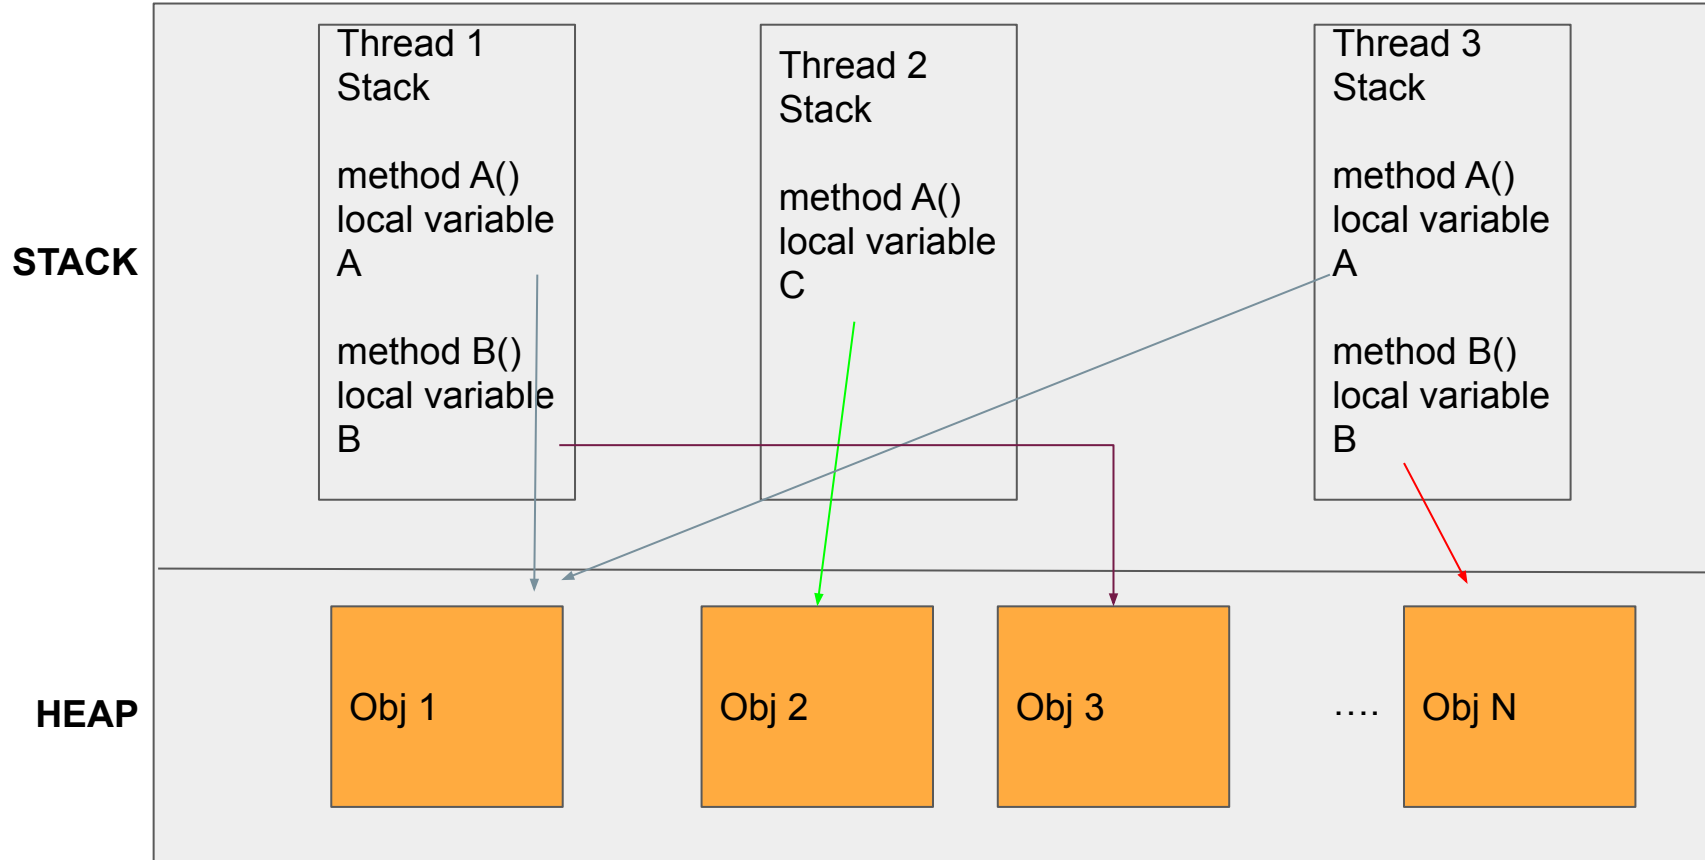 Thread 1
Stack
method A()
local variable
A
method B()
local variable
B
Thread 2
Stack
method A()
local variable
C
Thread 3
Stack
method A()
local variable
A
method B()
local variable
B
STACK
HEAP
Obj 1
Obj 2
Obj 3
....
Obj N